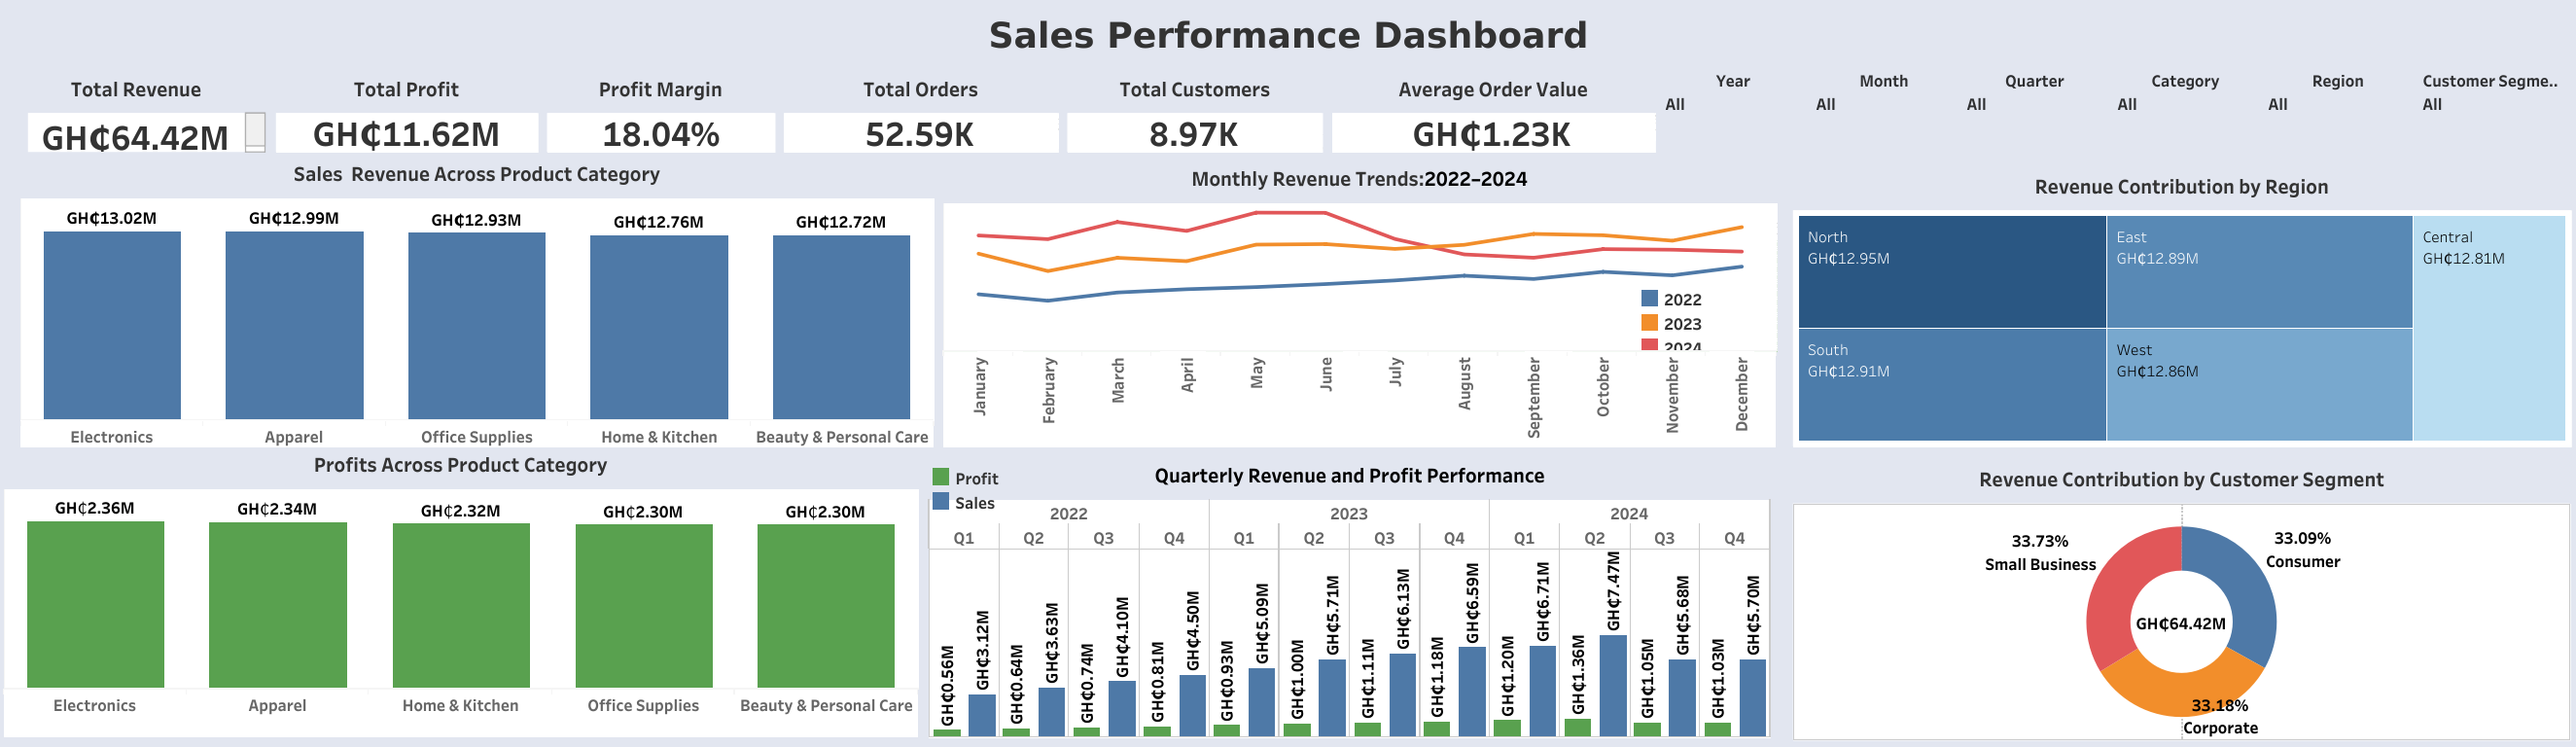 Sales Performance Dashboard
Total Revenue
GH₵64.42M
Total Profit
GH₵11.62M
Profit Margin
18.04%
Total Orders
52.59K
Total Customers
8.97K
Average Order Value
GH₵1.23K
Year
All
Month
All
Quarter
All
Category
All
Region
All
Customer Segme..
All
Sales  Revenue Across Product Category
GH₵13.02M
GH₵12.99M
GH₵12.93M
GH₵12.76M
GH₵12.72M
Electronics
Apparel
Office Supplies
Home & Kitchen
Beauty & Personal Care
Monthly Revenue Trends:2022–2024
2022
2023
2024
January
February
March
April
May
June
July
August
September
October
November
December
Revenue Contribution by Region
North
GH₵12.95M
East
GH₵12.89M
Central
GH₵12.81M
South
GH₵12.91M
West
GH₵12.86M
Profits Across Product Category
GH₵2.36M
GH₵2.34M
GH₵2.32M
GH₵2.30M
GH₵2.30M
Electronics
Apparel
Home & Kitchen
Office Supplies
Beauty & Personal Care
Profit
Sales
Quarterly Revenue and Profit Performance
2022
2023
2024
Q1
Q2
Q3
Q4
Q1
Q2
Q3
Q4
Q1
Q2
Q3
Q4
GH₵0.56M
GH₵3.12M
GH₵0.64M
GH₵3.63M
GH₵0.74M
GH₵4.10M
GH₵0.81M
GH₵4.50M
GH₵0.93M
GH₵5.09M
GH₵1.00M
GH₵5.71M
GH₵1.11M
GH₵6.13M
GH₵1.18M
GH₵6.59M
GH₵1.20M
GH₵6.71M
GH₵1.36M
GH₵7.47M
GH₵1.05M
GH₵5.68M
GH₵1.03M
GH₵5.70M
Revenue Contribution by Customer Segment
33.73%
Small Business
33.09%
Consumer
GH₵64.42M
33.18%
Corporate